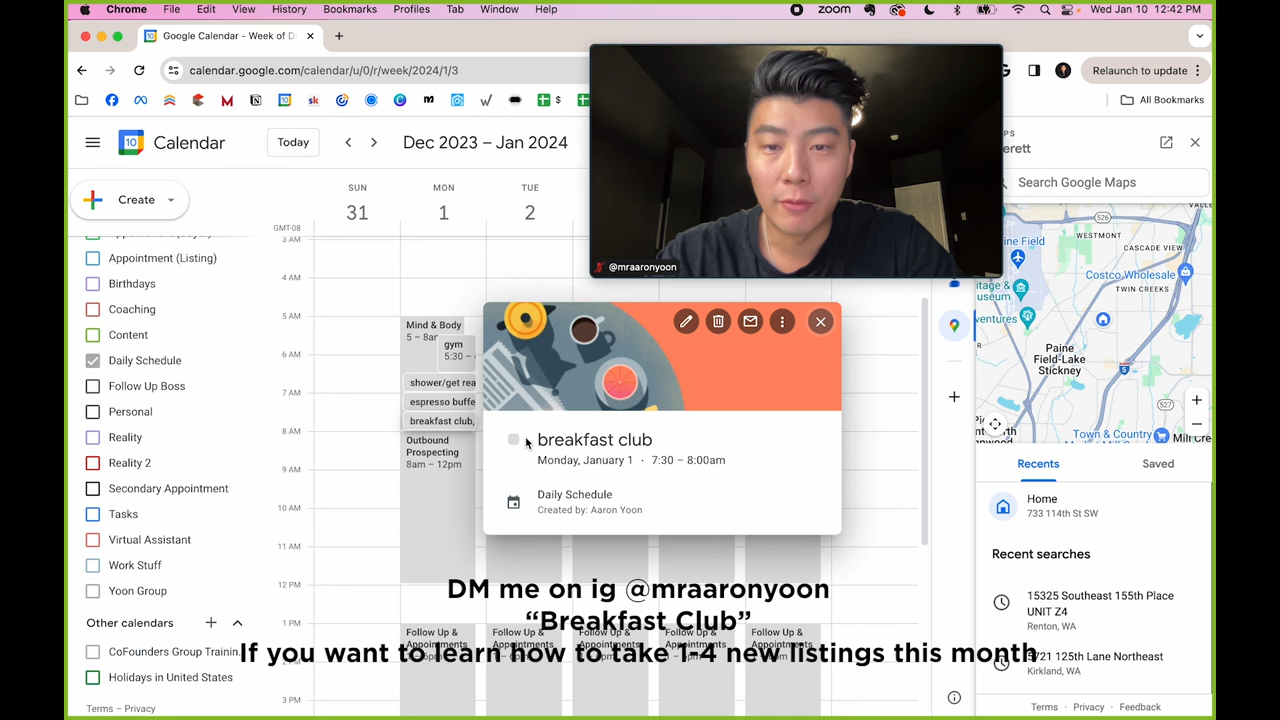 Chrome File Edit View History Bookmarks Profiles Tab Window Help
zoom
Wed Jan 10 12:42 PM
Google Calendar - Week of D
calendar.google.com/calendar/u/0/r/week/2024/1/3
Relaunch to update
$
All Bookmarks
10
Calendar
Today
Dec 2023 – Jan 2024
@mraaronyoon
Create
SUN
MON
TUE
31
1
2
GMT-08
3 AM
4 AM
5 AM
6 AM
7 AM
8 AM
9 AM
10 AM
11 AM
12 PM
1 PM
2 PM
3 PM
Appointment (Listing)
Birthdays
Coaching
Content
Daily Schedule
Follow Up Boss
Personal
Reality
Reality 2
Secondary Appointment
Tasks
Virtual Assistant
Work Stuff
Yoon Group
Other calendars
CoFounders Group Trainin..
Holidays in United States
Terms – Privacy
Mind & Body
gym
5:30 –
shower/get rea
espresso buffe
breakfast club,
Outbound
Prospecting
8am – 12pm
breakfast club
Monday, January 1 · 7:30 – 8:00am
Daily Schedule
Created by: Aaron Yoon
Follow Up & Follow Up & Follow Up & Follow Up & Follow Up &
Appointments Appointments Appointments Appointments Appointments
DM me on ig @mraaronyoon
“Breakfast Club”
If you want to learn how to take 1-4 new listings this month
Search Google Maps
526
WESTMONT
CASCADE VIEW
Costco Wholesale
TWIN CREEKS
Paine
Field-Lake
Stickney
5
527
Town & Country
Recents
Saved
Home
733 114th St SW
Recent searches
15325 Southeast 155th Place
UNIT Z4
Renton, WA
5721 125th Lane Northeast
Kirkland, WA
Terms · Privacy · Feedback